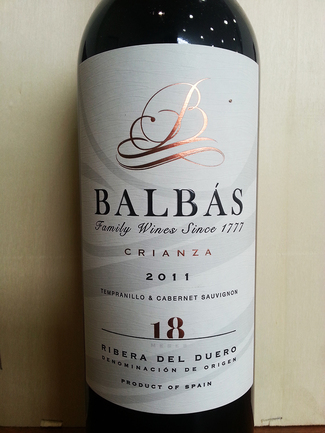 B
BALBÁS
Family Wines Since 1777
CRIANZA
2011
TEMPRANILLO & CABERNET SAUVIGNON
18
MESES
RIBERA DEL DUERO
DENOMINACIÓN DE ORIGEN
PRODUCT OF SPAIN